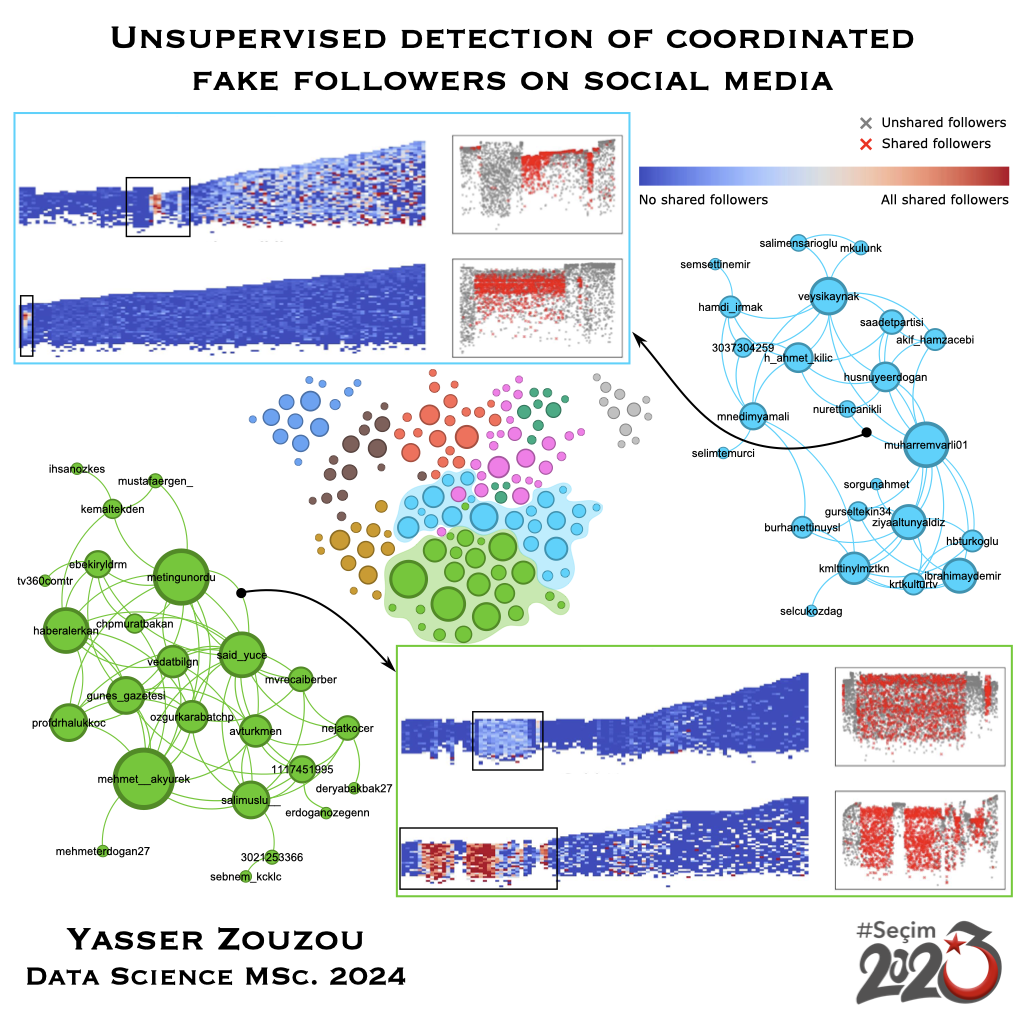 UNSUPERVISED DETECTION OF COORDINATED
FAKE FOLLOWERS ON SOCIAL MEDIA
Unshared followers
Shared followers
No shared followers
All shared followers
salimensarioglu
mkulunk
semsettinemir
veysikaynak
hamdi_irmak
saadetpartisi
akif_hamzacebi
3037304259
h_ahmet_kilic
husnuyeerdogan
nurettincanikli
mnedimyamali
muharremvarli01
selimtemurci
sorgunahmet
gurseltekin34
ziyaaltunyaldiz
burhanettinuysl
hbturkoglu
kmlttinylmztkn
krtkulturtv
ibrahimaydemir
selcukozdag
ihsanozkes
mustafaergen_
kemaltekden
ebekiryldrm
metingunordu
tv360comtr
chpmuratbakan
haberalerkan
vedatbilgn
said_yuce
mvrecaiberber
gunes_gazetesi
ozgurkarabatchp
profdrhalukkoc
avturkmen
nejatkocer
1117451995
mehmet__akyurek
deryabakbak27
salimuslu__
erdoganozegenn
mehmeterdogan27
3021253366
sebnem_kcklc
YASSER ZOUZOU
DATA SCIENCE MSC. 2024
#Seçim
2023